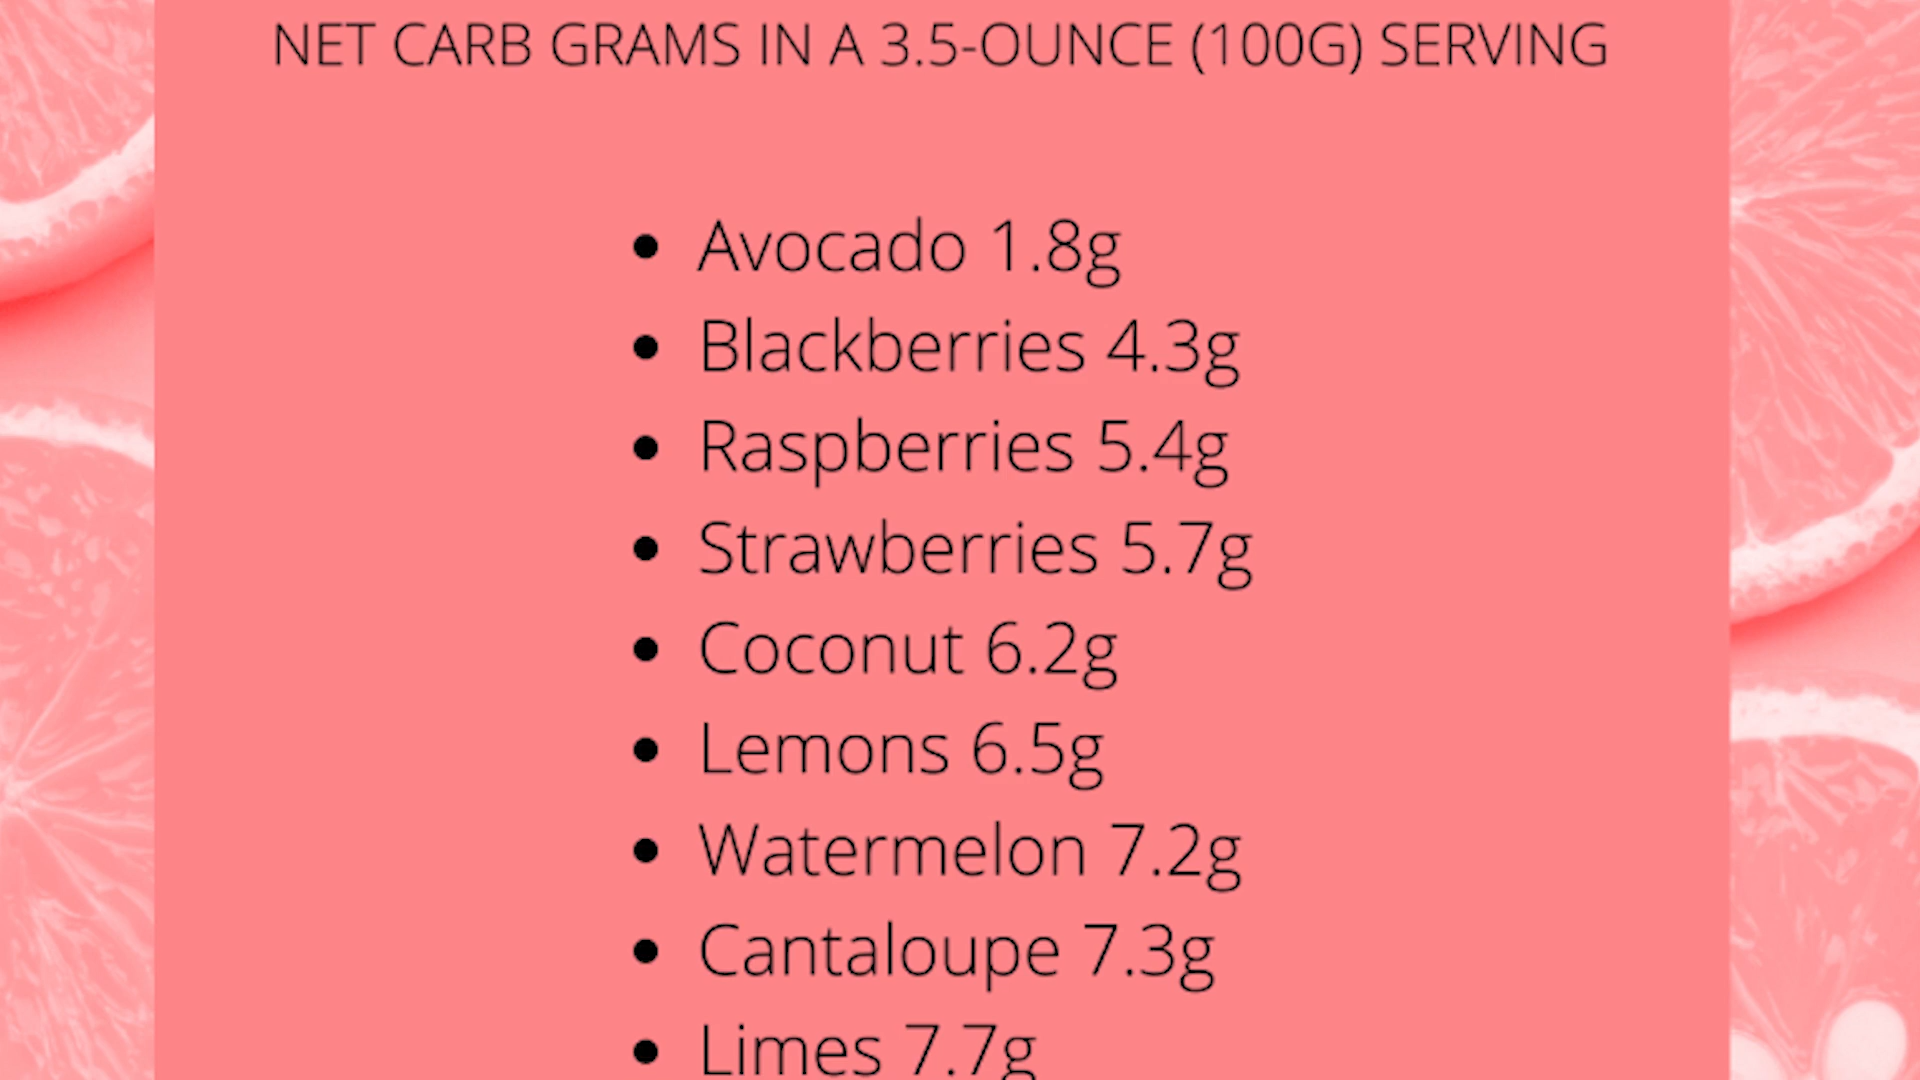 NET CARB GRAMS IN A 3.5-OUNCE (100G) SERVING
• Avocado 1.8g
• Blackberries 4.3g
• Raspberries 5.4g
• Strawberries 5.7g
• Coconut 6.2g
• Lemons 6.5g
• Watermelon 7.2g
• Cantaloupe 7.3g
• Limes 7.7g